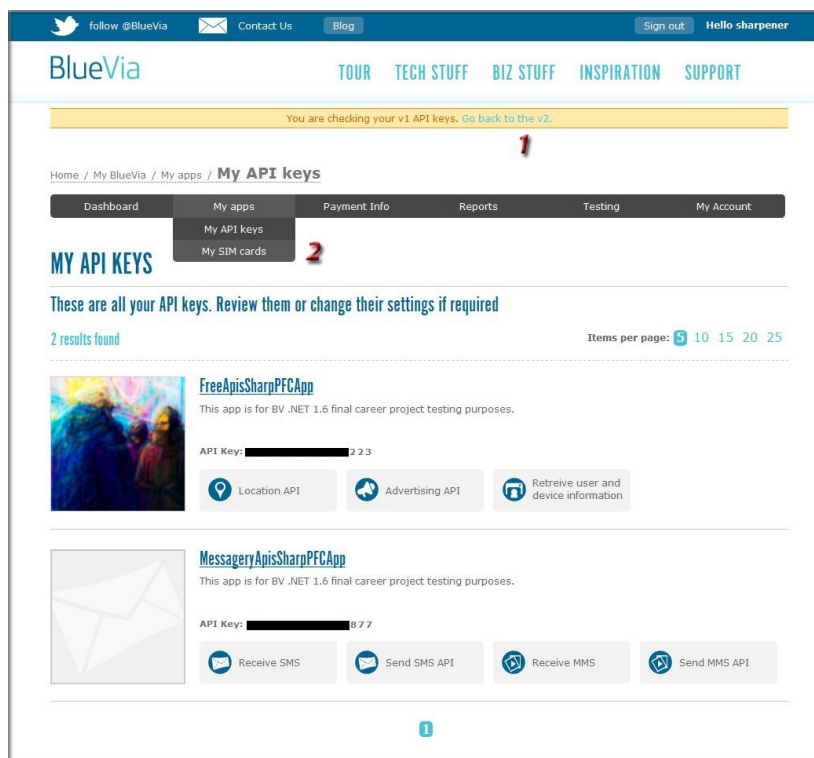 follow @BlueVia Contact Us Blog Sign out Hello sharpener
BlueVia TOUR TECH STUFF BIZ STUFF INSPIRATION SUPPORT
You are checking your v1 API keys. Go back to the v2.
1
Home / My BlueVia / My apps / My API keys
Dashboard My apps Payment Info Reports Testing My Account
My API keys
My SIM cards 2
MY API KEYS
These are all your API keys. Review them or change their settings if required
2 results found Items per page: 5 10 15 20 25
FreeApisSharpPFCApp
This app is for BV .NET 1.6 final career project testing purposes.
API Key: 223
Location API Advertising API Retreive user and
device information
MessageryApisSharpPFCApp
This app is for BV .NET 1.6 final career project testing purposes.
API Key: 877
Receive SMS Send SMS API Receive MMS Send MMS API
1